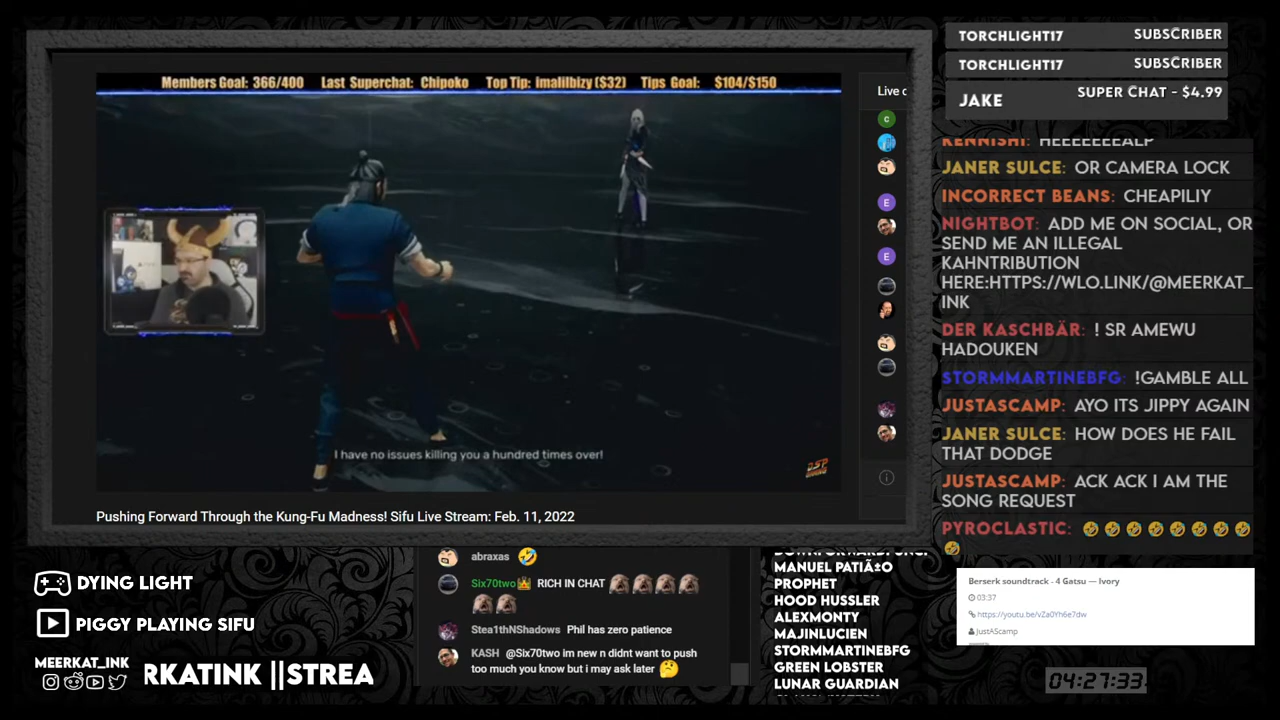 Members Goal: 366/400 Last Superchat: Chipoko Top Tip: imalilbizy ($32) Tips Goal: $104/$150
Live c
c
E
E
I have no issues killing you a hundred times over!
DSP
Pushing Forward Through the Kung-Fu Madness! Sifu Live Stream: Feb. 11, 2022
TORCHLIGHT17 SUBSCRIBER
TORCHLIGHT17 SUBSCRIBER
JAKE SUPER CHAT - $4.99
KENNISHI: HEEEEEEEALP
JANER SULCE: OR CAMERA LOCK
INCORRECT BEANS: CHEAPILIY
NIGHTBOT: ADD ME ON SOCIAL, OR
SEND ME AN ILLEGAL
KAHNTRIBUTION
HERE:HTTPS://WLO.LINK/@MEERKAT_
INK
DER KASCHBÄR: ! SR AMEWU
HADOUKEN
STORMMARTINEBFG: !GAMBLE ALL
JUSTASCAMP: AYO ITS JIPPY AGAIN
JANER SULCE: HOW DOES HE FAIL
THAT DODGE
JUSTASCAMP: ACK ACK I AM THE
SONG REQUEST
PYROCLASTIC: 🤣🤣🤣🤣🤣🤣🤣🤣
🤣
DYING LIGHT
PIGGY PLAYING SIFU
MEERKAT_INK
RKATINK ||STREA
abraxas 🤣
Six70two RICH IN CHAT
Stea1thNShadows Phil has zero patience
KASH @Six70two im new n didnt want to push
too much you know but i may ask later 🤔
MANUEL PATIÃ±O
PROPHET
HOOD HUSSLER
ALEXMONTY
MAJINLUCIEN
STORMMARTINEBFG
GREEN LOBSTER
LUNAR GUARDIAN
Berserk soundtrack - 4 Gatsu — Ivory
03:37
https://youtu.be/vZa0Yh6e7dw
JustAScamp
04:27:33